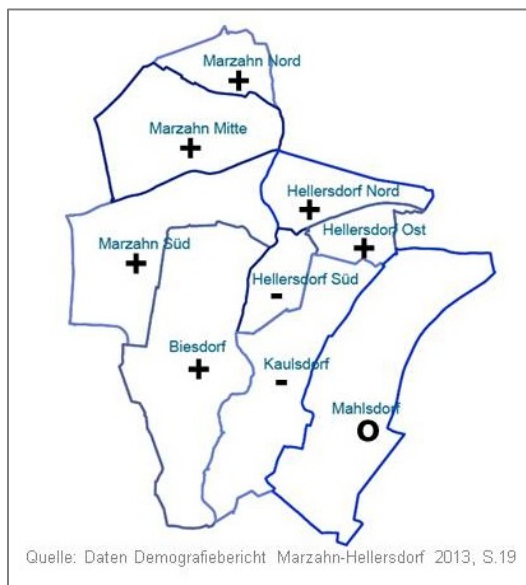 Marzahn Nord
+
Marzahn Mitte
+
Hellersdorf Nord
+
Hellersdorf Ost
+
Marzahn Süd
+
Hellersdorf Süd
-
Biesdorf
+
Kaulsdorf
-
Mahlsdorf
o
Quelle: Daten Demografiebericht Marzahn-Hellersdorf 2013, S.19